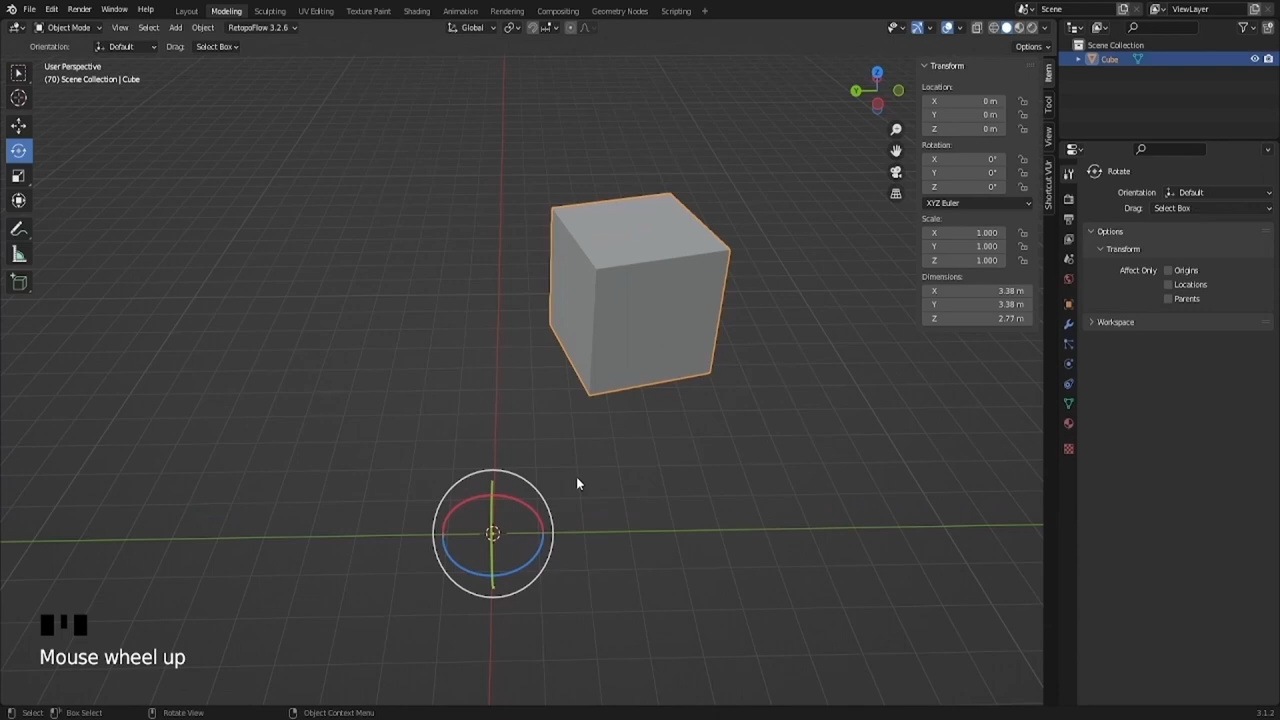 File Edit Render Window Help Layout Modeling Sculpting UV Editing Texture Paint Shading Animation Rendering Compositing Geometry Nodes Scripting + Scene ViewLayer
Object Mode View Select Add Object RetopoFlow 3.2.6 Global
Orientation: Default Drag: Select Box Options
User Perspective
(70) Scene Collection | Cube
Z
Y
Transform
Location:
X 0 m
Y 0 m
Z 0 m
Rotation:
X 0°
Y 0°
Z 0°
XYZ Euler
Scale:
X 1.000
Y 1.000
Z 1.000
Dimensions:
X 3.38 m
Y 3.38 m
Z 2.77 m
Item
Tool
View
Shortcut VUr
Scene Collection
Cube
Rotate
Orientation Default
Drag: Select Box
Options
Transform
Affect Only Origins
Locations
Parents
Workspace
Mouse wheel up
Select Box Select Rotate View Object Context Menu 3.1.2